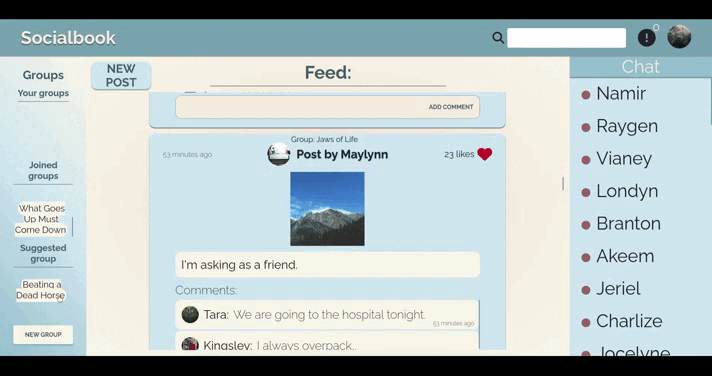 Socialbook
!
0
Groups
Your groups
Joined
groups
What Goes
Up Must
Come Down
Suggested
group
Beating a
Dead Horse
NEW GROUP
NEW
POST
Feed:
ADD COMMENT
Group: Jaws of Life
53 minutes ago
Post by Maylynn
23 likes
I'm asking as a friend.
Comments:
Tara: We are going to the hospital tonight.
53 minutes ago
Kingsley: I always overpack..
Chat
Namir
Raygen
Vianey
Londyn
Branton
Akeem
Jeriel
Charlize
Jocelyne